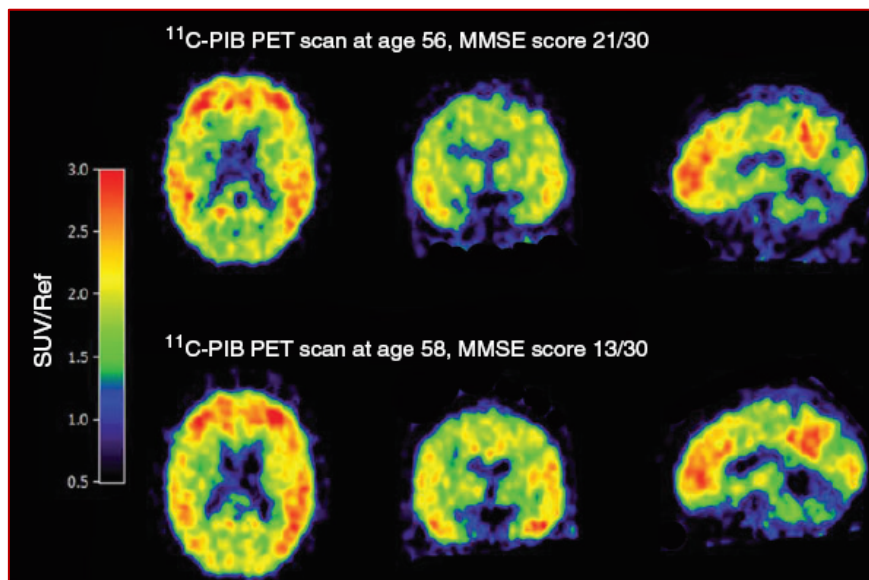 ¹¹C-PIB PET scan at age 56, MMSE score 21/30
3.0
2.5
2.0
1.5
1.0
0.5
SUV/Ref
¹¹C-PIB PET scan at age 58, MMSE score 13/30